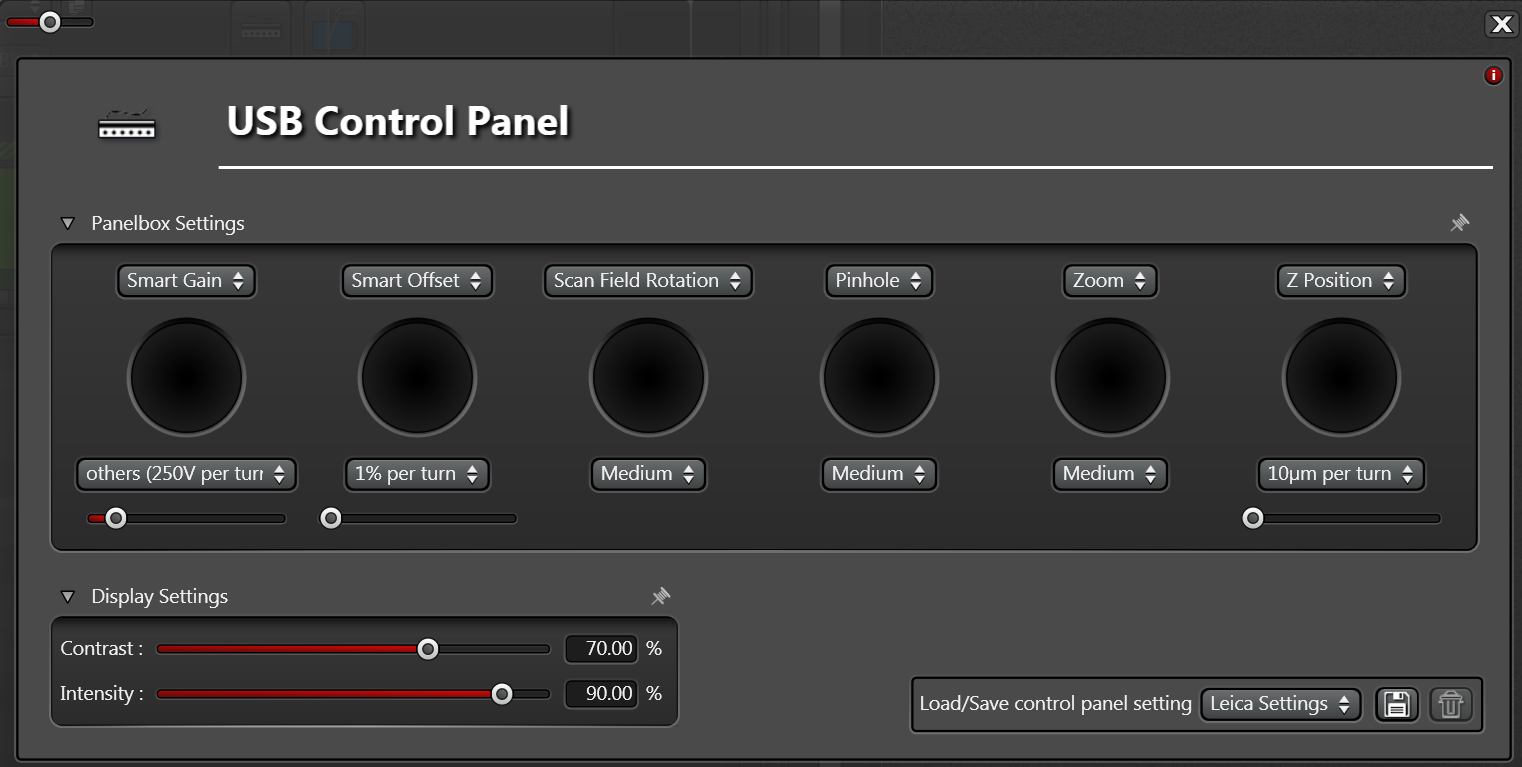 USB Control Panel
Panelbox Settings
Smart Gain Smart Offset Scan Field Rotation Pinhole Zoom Z Position
others (250V per turn 1% per turn Medium Medium Medium 10µm per turn
Display Settings
Contrast : 70.00 %
Intensity : 90.00 %
Load/Save control panel setting Leica Settings